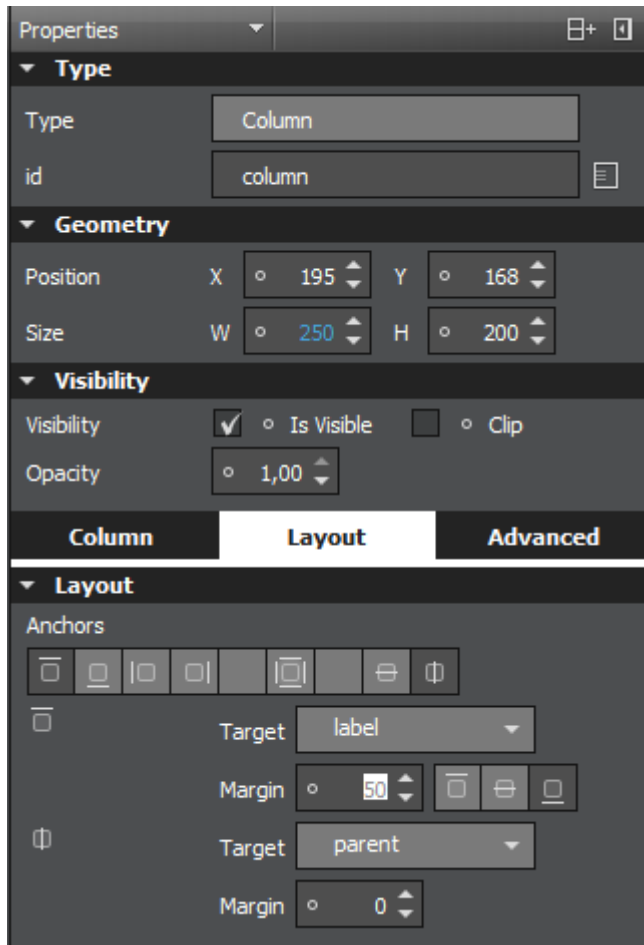 Properties
Type
Type Column
id column
Geometry
Position X 195 Y 168
Size W 250 H 200
Visibility
Visibility Is Visible Clip
Opacity 1,00
Column Layout Advanced
Layout
Anchors
Target label
Margin 50
Target parent
Margin 0